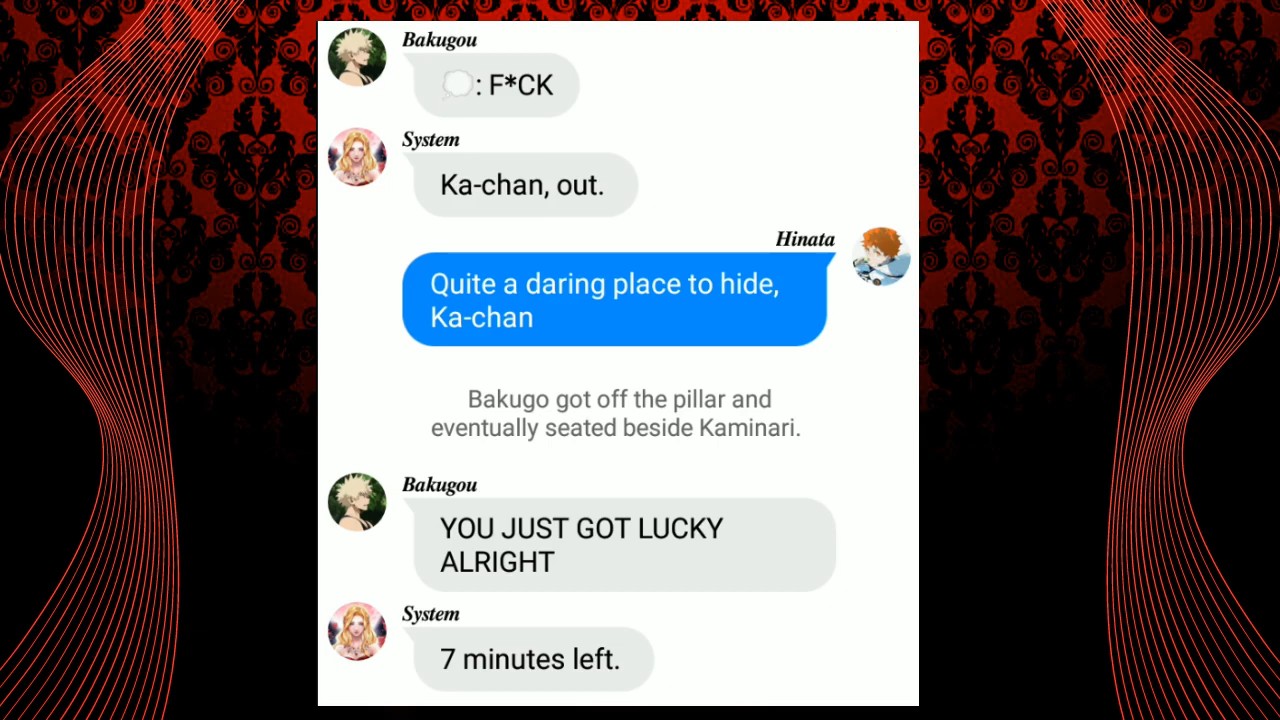 Bakugou
💭: F*CK
System
Ka-chan, out.
Hinata
Quite a daring place to hide,
Ka-chan
Bakugo got off the pillar and
eventually seated beside Kaminari.
Bakugou
YOU JUST GOT LUCKY
ALRIGHT
System
7 minutes left.